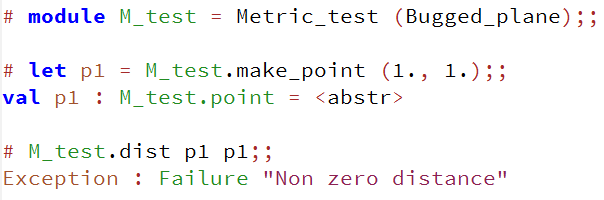 # module M_test = Metric_test (Bugged_plane);;
# let p1 = M_test.make_point (1., 1.);;
val p1 : M_test.point = <abstr>
# M_test.dist p1 p1;;
Exception : Failure "Non zero distance"